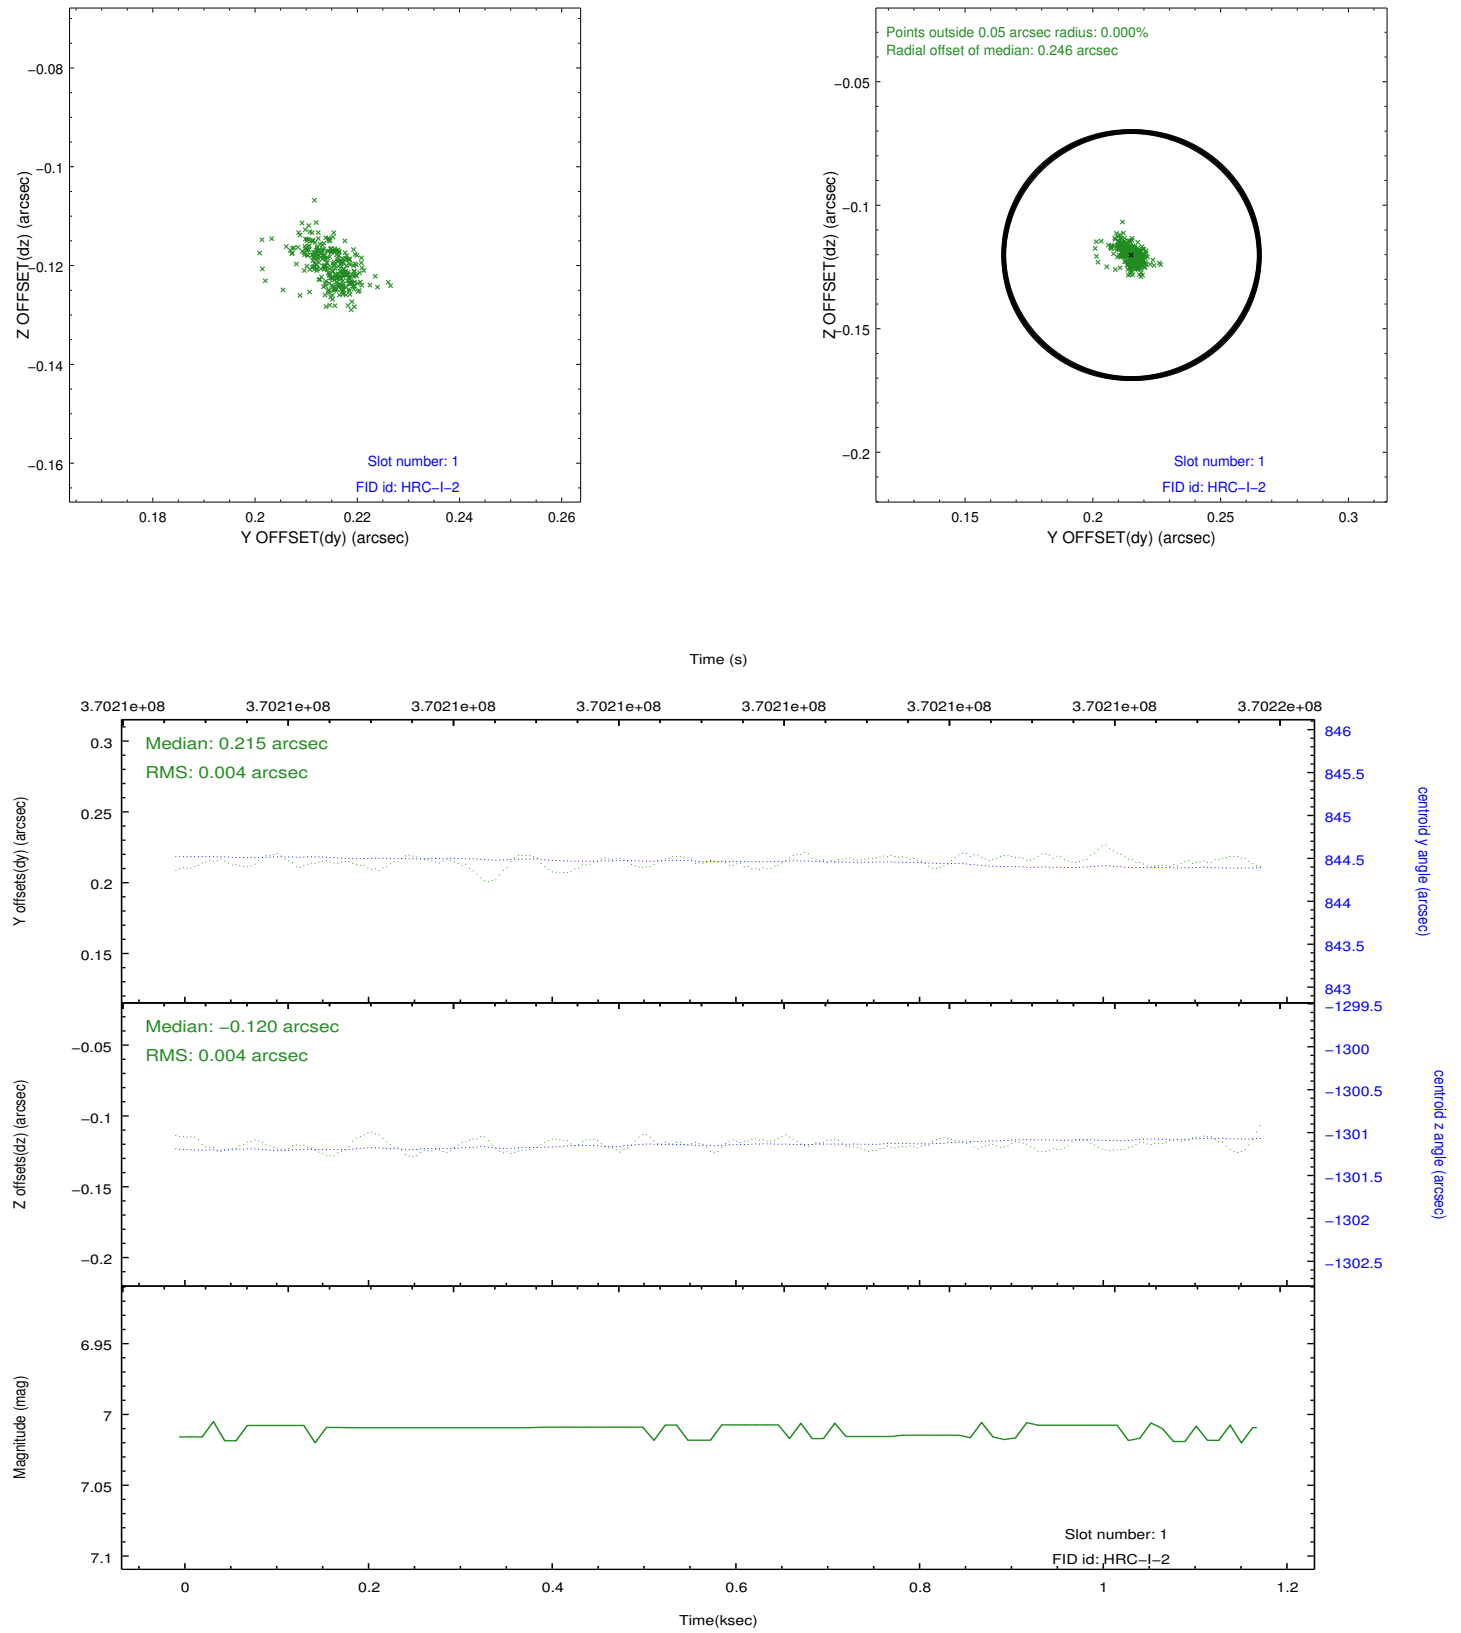 −0.08
−0.1
−0.12
−0.14
−0.16
Z OFFSET(dz) (arcsec)
Slot number: 1
FID id: HRC−I−2
0.18
0.2
0.22
0.24
0.26
Y OFFSET(dy) (arcsec)
Points outside 0.05 arcsec radius: 0.000%
Radial offset of median: 0.246 arcsec
−0.05
−0.1
−0.15
−0.2
Z OFFSET(dz) (arcsec)
Slot number: 1
FID id: HRC−I−2
0.15
0.2
0.25
0.3
Y OFFSET(dy) (arcsec)
Time (s)
3.7021e+08
3.7021e+08
3.7021e+08
3.7021e+08
3.7021e+08
3.7021e+08
3.7021e+08
3.7022e+08
Median: 0.215 arcsec
RMS: 0.004 arcsec
0.3
0.25
0.2
0.15
Y offsets(dy) (arcsec)
846
845.5
845
844.5
844
843.5
843
centroid y angle (arcsec)
Median: −0.120 arcsec
RMS: 0.004 arcsec
−0.05
−0.1
−0.15
−0.2
Z offsets(dz) (arcsec)
−1299.5
−1300
−1300.5
−1301
−1301.5
−1302
−1302.5
centroid z angle (arcsec)
6.95
7
7.05
7.1
Magnitude (mag)
Slot number: 1
FID id: HRC−I−2
0
0.2
0.4
0.6
0.8
1
1.2
Time(ksec)